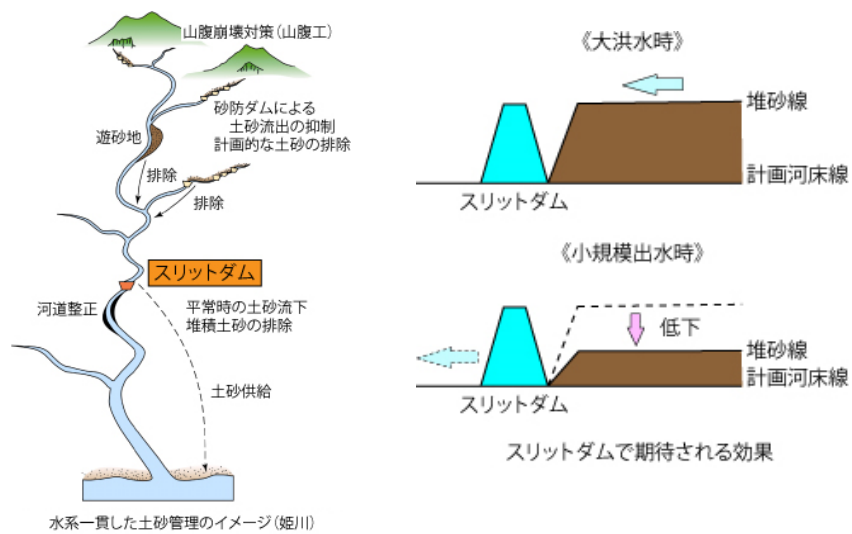 山腹崩壊対策(山腹工)
砂防ダムによる
土砂流出の抑制
計画的な土砂の排除
遊砂地
排除
排除
スリットダム
河道整正
平常時の土砂流下
堆積土砂の排除
土砂供給
水系一貫した土砂管理のイメージ(姫川)
《大洪水時》
堆砂線
計画河床線
スリットダム
《小規模出水時》
低下
堆砂線
計画河床線
スリットダム
スリットダムで期待される効果